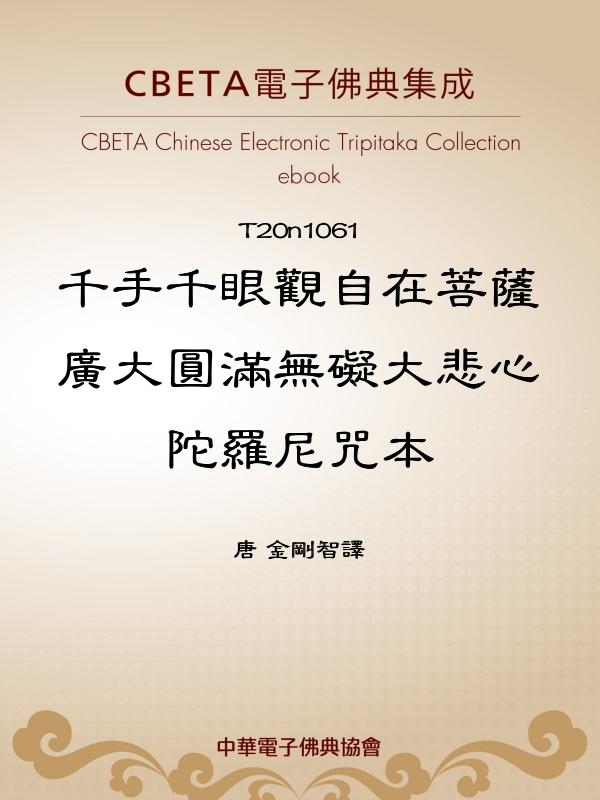 CBETA電子佛典集成
CBETA Chinese Electronic Tripitaka Collection
ebook
T20n1061
千手千眼觀自在菩薩
廣大圓滿無礙大悲心
陀羅尼咒本
唐 金剛智譯
中華電子佛典協會